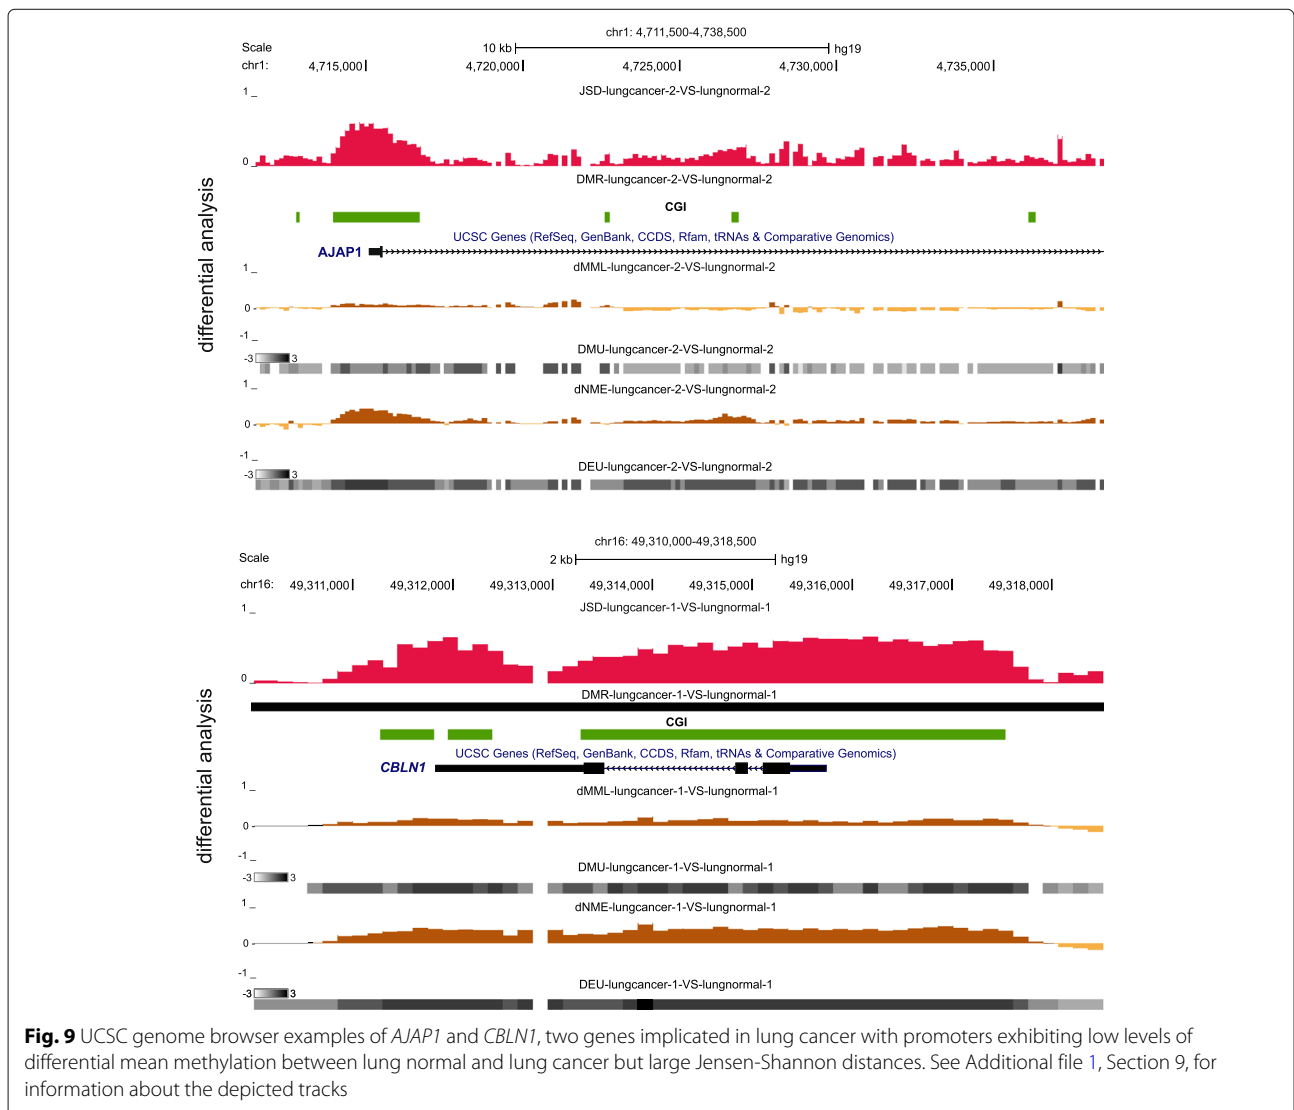 chr1: 4,711,500-4,738,500
Scale 10 kb hg19
chr1: 4,715,000 4,720,000 4,725,000 4,730,000 4,735,000
JSD-lungcancer-2-VS-lungnormal-2
1
0
DMR-lungcancer-2-VS-lungnormal-2
CGI
UCSC Genes (RefSeq, GenBank, CCDS, Rfam, tRNAs & Comparative Genomics)
AJAP1
dMML-lungcancer-2-VS-lungnormal-2
1
0
-1
DMU-lungcancer-2-VS-lungnormal-2
-3 3
dNME-lungcancer-2-VS-lungnormal-2
1
0
-1
DEU-lungcancer-2-VS-lungnormal-2
-3 3
differential analysis
chr16: 49,310,000-49,318,500
Scale 2 kb hg19
chr16: 49,311,000 49,312,000 49,313,000 49,314,000 49,315,000 49,316,000 49,317,000 49,318,000
JSD-lungcancer-1-VS-lungnormal-1
1
0
DMR-lungcancer-1-VS-lungnormal-1
CGI
UCSC Genes (RefSeq, GenBank, CCDS, Rfam, tRNAs & Comparative Genomics)
CBLN1
dMML-lungcancer-1-VS-lungnormal-1
1
0
-1
DMU-lungcancer-1-VS-lungnormal-1
-3 3
dNME-lungcancer-1-VS-lungnormal-1
1
0
-1
DEU-lungcancer-1-VS-lungnormal-1
-3 3
differential analysis
Fig. 9 UCSC genome browser examples of AJAP1 and CBLN1, two genes implicated in lung cancer with promoters exhibiting low levels of
differential mean methylation between lung normal and lung cancer but large Jensen-Shannon distances. See Additional file 1, Section 9, for
information about the depicted tracks